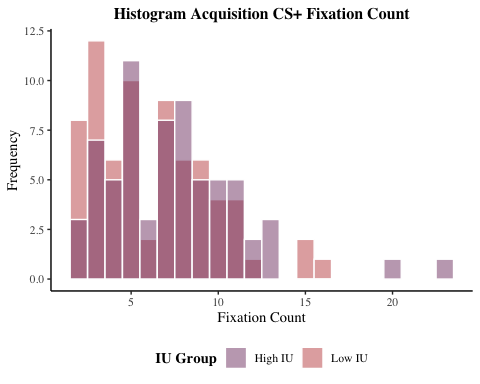 Histogram Acquisition CS+ Fixation Count
12.5
10.0
7.5
5.0
2.5
0.0
Frequency
5 10 15 20
Fixation Count
IU Group High IU Low IU